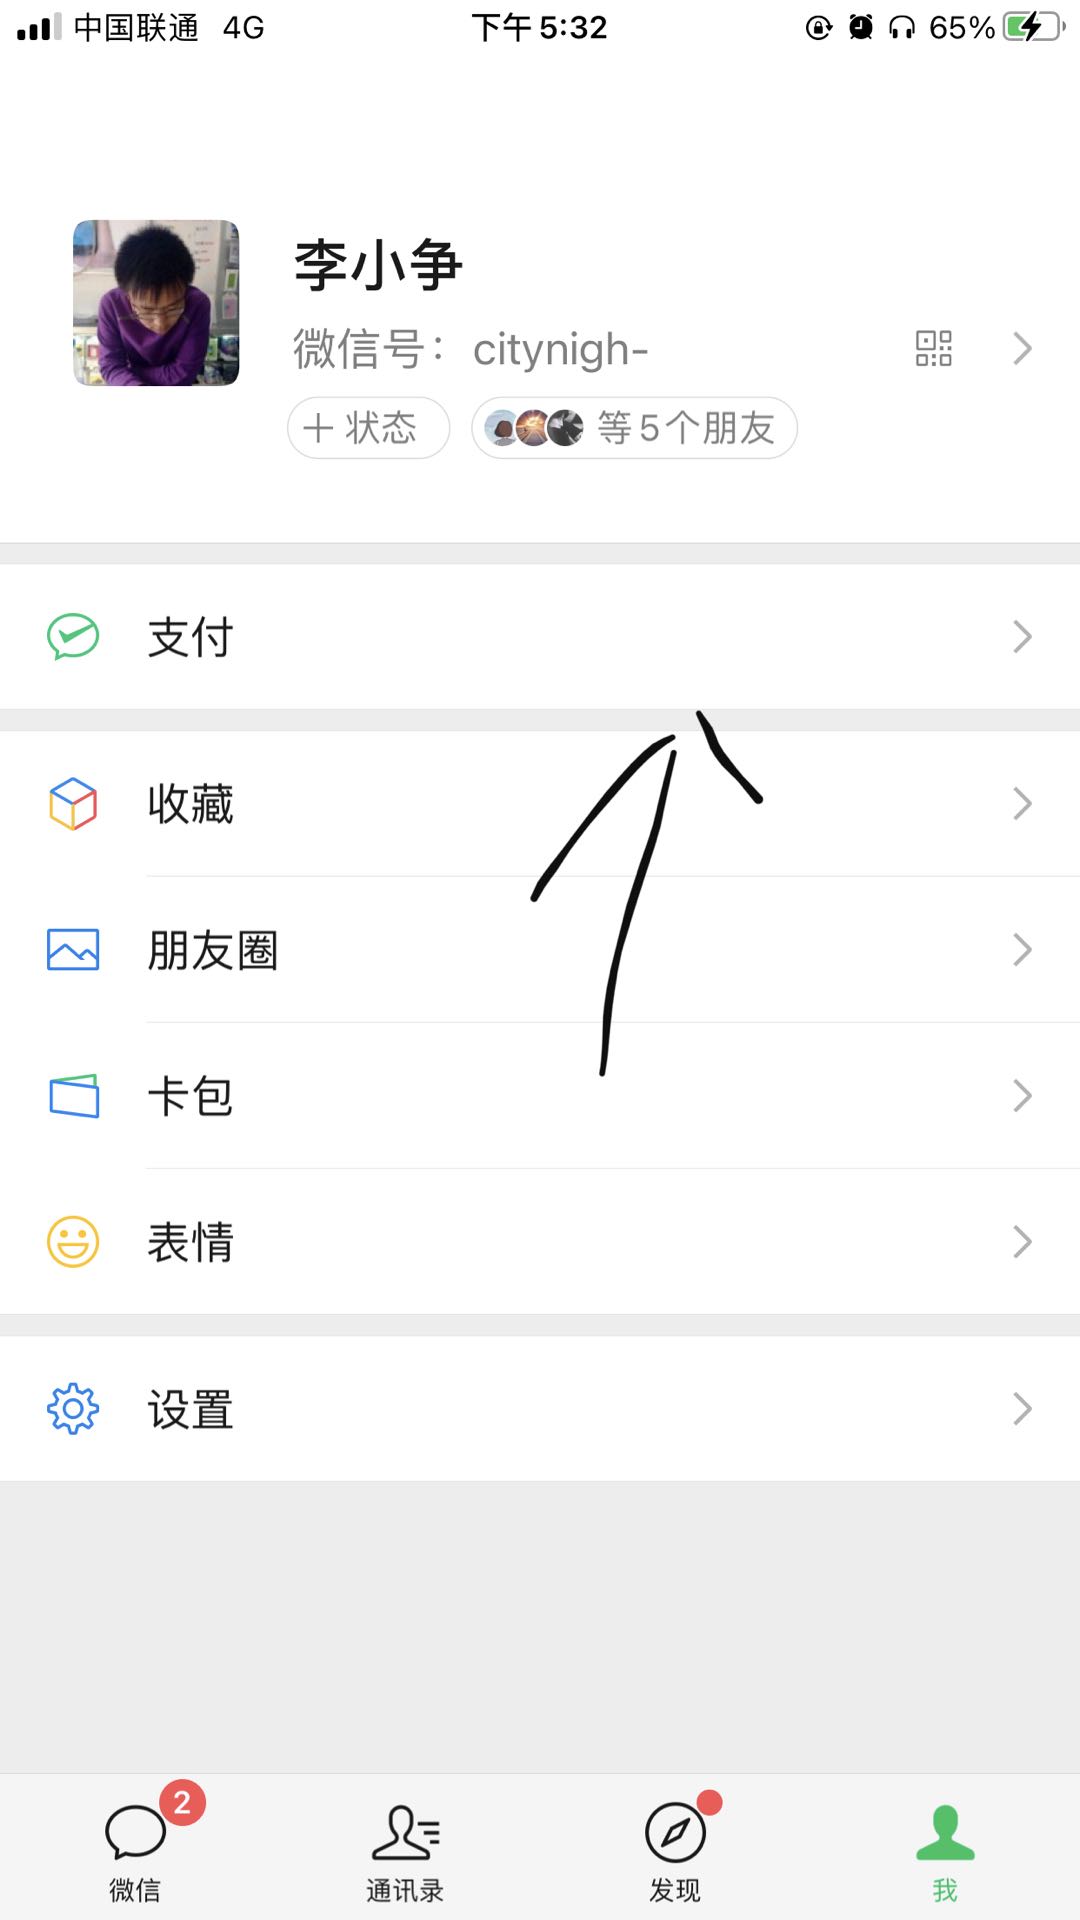 中国联通 4G 下午 5:32 65%
李小争
微信号：citynigh-
＋ 状态 等5个朋友
支付
收藏
朋友圈
卡包
表情
设置
2
微信 通讯录 发现 我